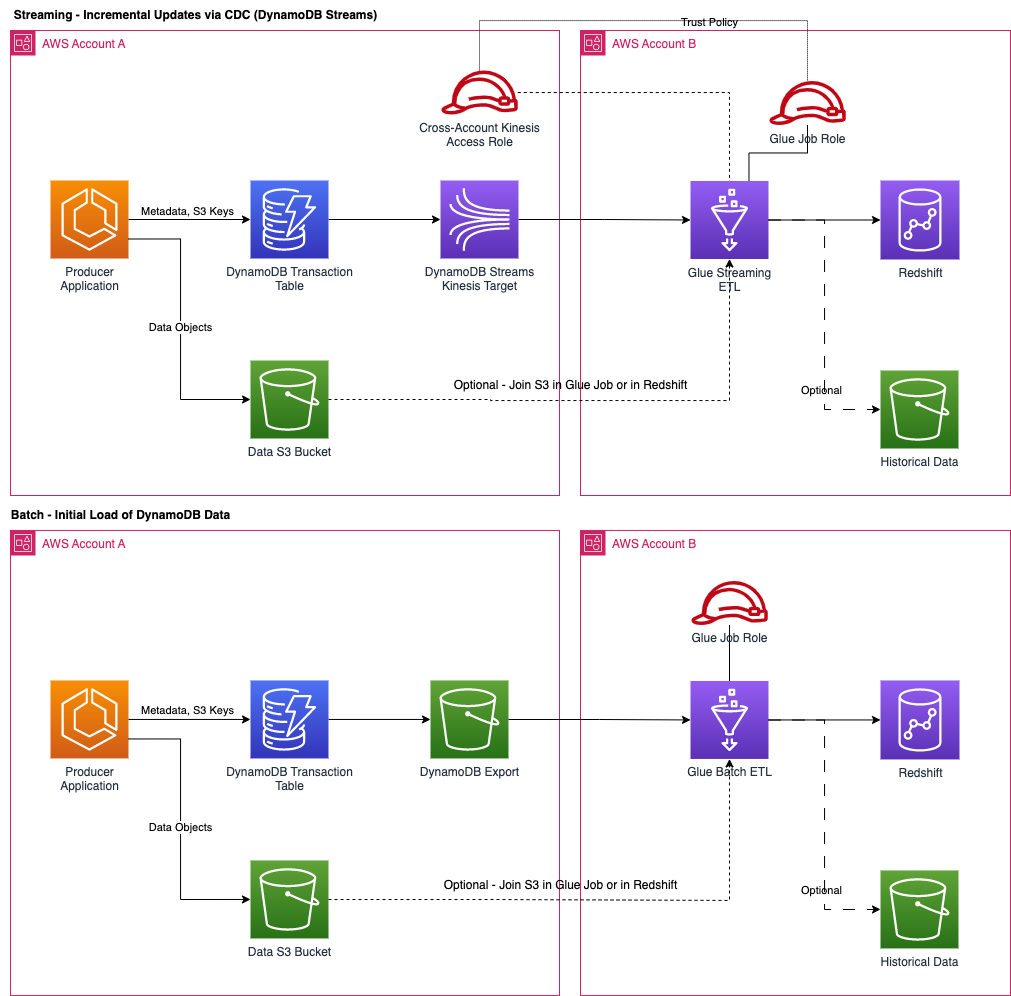 Streaming - Incremental Updates via CDC (DynamoDB Streams)
Trust Policy
AWS Account A
AWS Account B
Cross-Account Kinesis
Access Role
Glue Job Role
Metadata, S3 Keys
Producer
Application
DynamoDB Transaction
Table
DynamoDB Streams
Kinesis Target
Glue Streaming
ETL
Redshift
Data Objects
Optional - Join S3 in Glue Job or in Redshift
Optional
Data S3 Bucket
Historical Data
Batch - Initial Load of DynamoDB Data
AWS Account A
AWS Account B
Glue Job Role
Metadata, S3 Keys
Producer
Application
DynamoDB Transaction
Table
DynamoDB Export
Glue Batch ETL
Redshift
Data Objects
Optional - Join S3 in Glue Job or in Redshift
Optional
Data S3 Bucket
Historical Data